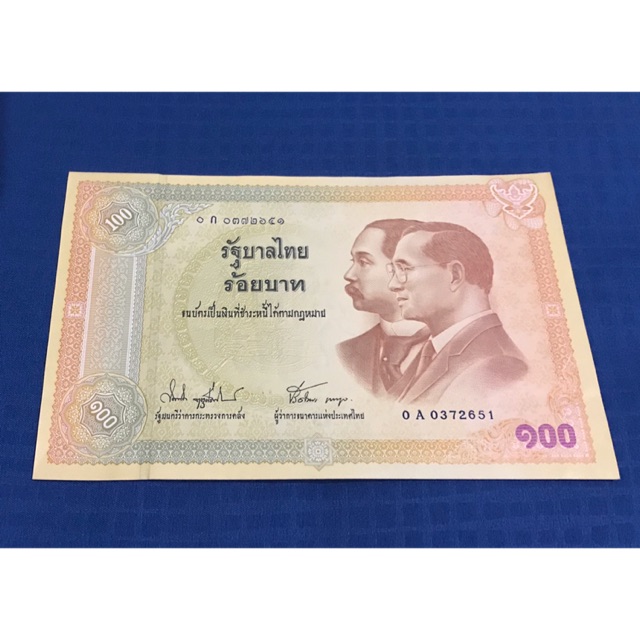 100
๐ ก ๐๓๗๒๖๕๑
รัฐบาลไทย
ร้อยบาท
ธนบัตรเป็นเงินที่ชำระหนี้ได้ตามกฎหมาย
รัฐมนตรีว่าการกระทรวงการคลัง
ผู้ว่าการธนาคารแห่งประเทศไทย
0 A 0372651
๑๐๐
๑๐๐